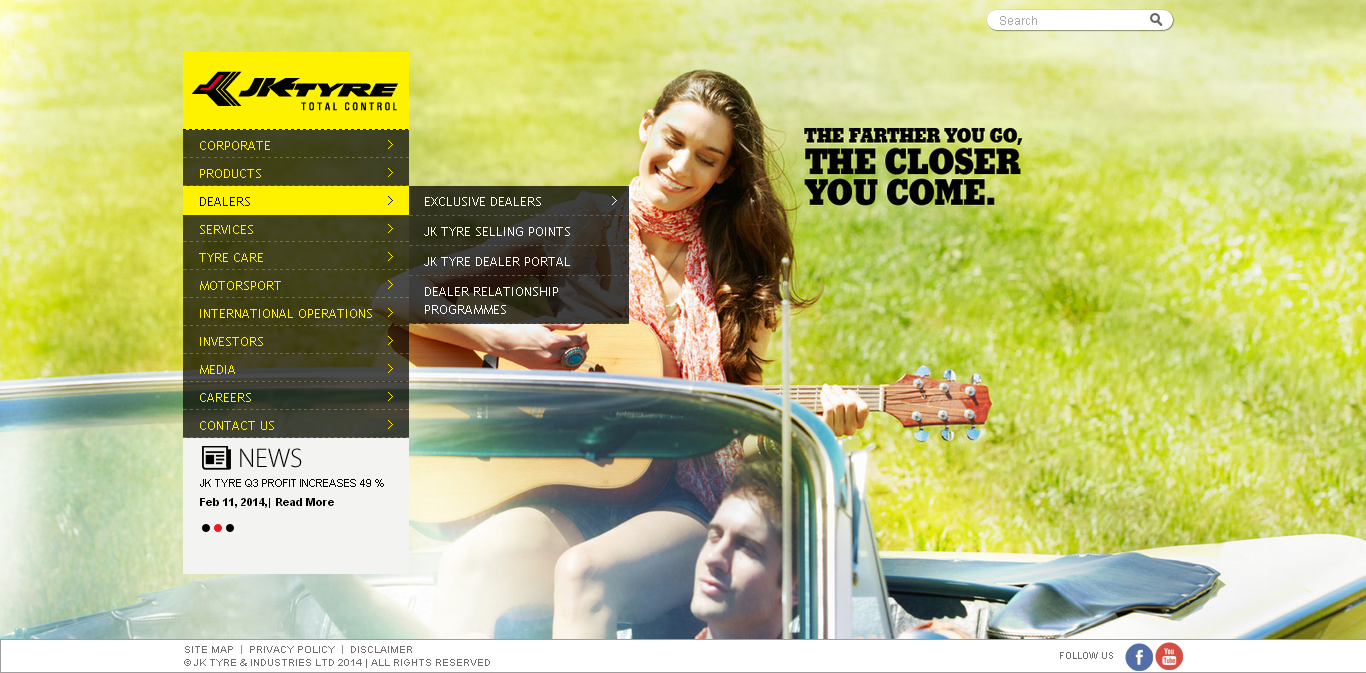 Search
JK TYRE
TOTAL CONTROL
THE FARTHER YOU GO,
THE CLOSER
YOU COME.
CORPORATE
PRODUCTS
DEALERS
SERVICES
TYRE CARE
MOTORSPORT
INTERNATIONAL OPERATIONS
INVESTORS
MEDIA
CAREERS
CONTACT US
EXCLUSIVE DEALERS
JK TYRE SELLING POINTS
JK TYRE DEALER PORTAL
DEALER RELATIONSHIP
PROGRAMMES
NEWS
JK TYRE Q3 PROFIT INCREASES 49 %
Feb 11, 2014,| Read More
SITE MAP | PRIVACY POLICY | DISCLAIMER
© JK TYRE & INDUSTRIES LTD 2014 | ALL RIGHTS RESERVED
FOLLOW US
f
You
Tube